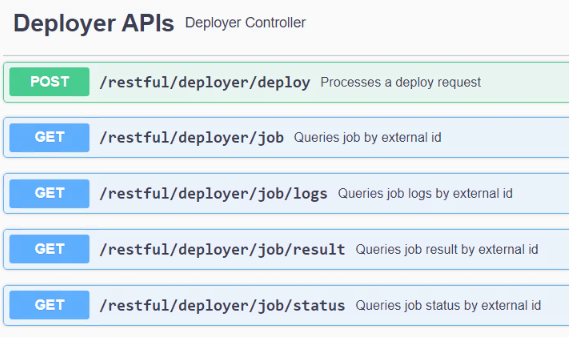 Deployer APIs Deployer Controller
POST /restful/deployer/deploy Processes a deploy request
GET /restful/deployer/job Queries job by external id
GET /restful/deployer/job/logs Queries job logs by external id
GET /restful/deployer/job/result Queries job result by external id
GET /restful/deployer/job/status Queries job status by external id